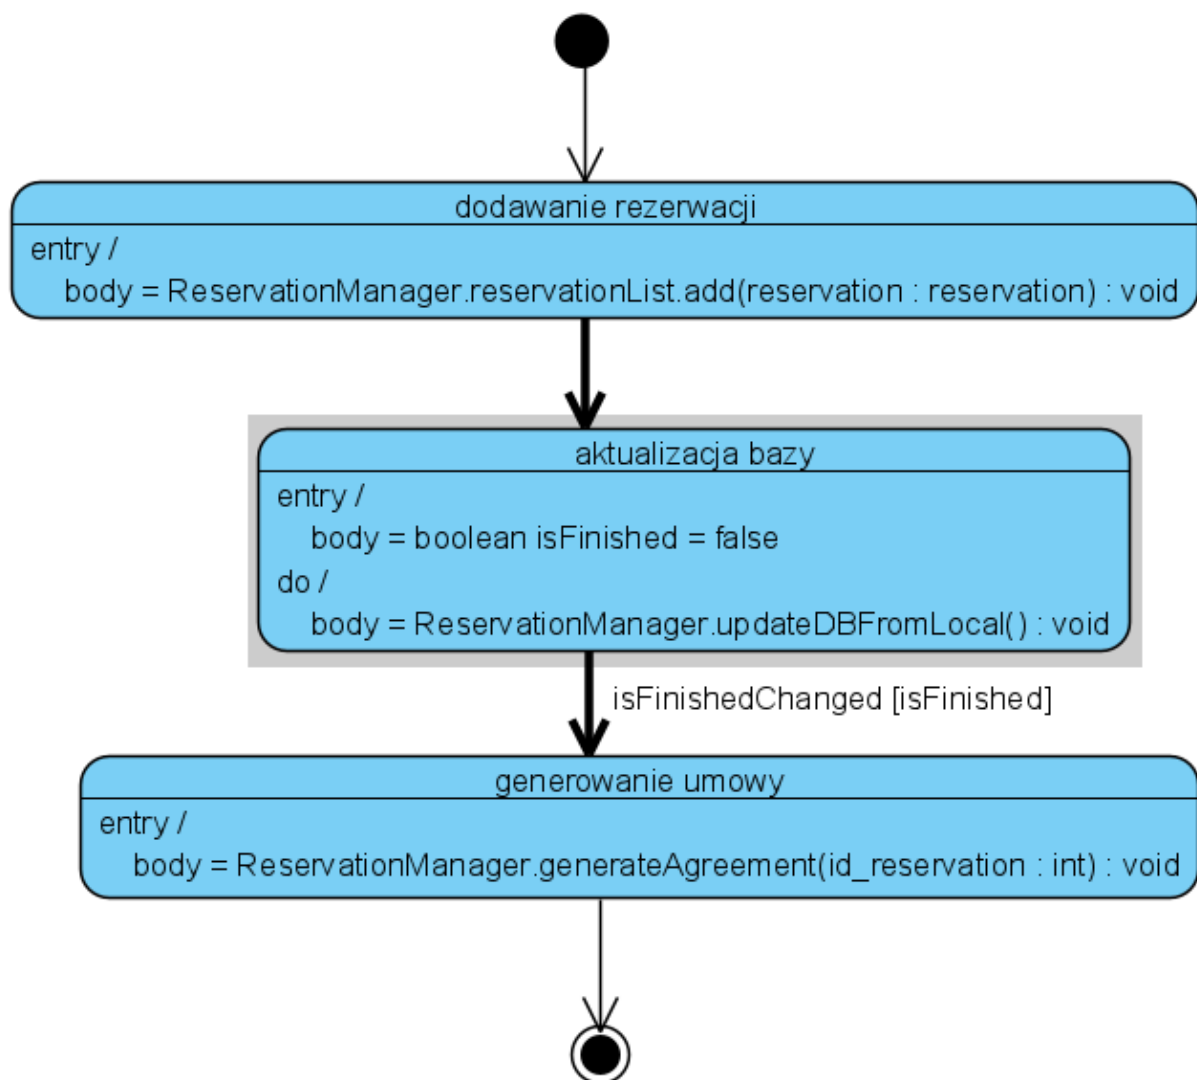 dodawanie rezerwacji
entry /
body = ReservationManager.reservationList.add(reservation : reservation) : void
aktualizacja bazy
entry /
body = boolean isFinished = false
do /
body = ReservationManager.updateDBFromLocal() : void
isFinishedChanged [isFinished]
generowanie umowy
entry /
body = ReservationManager.generateAgreement(id_reservation : int) : void